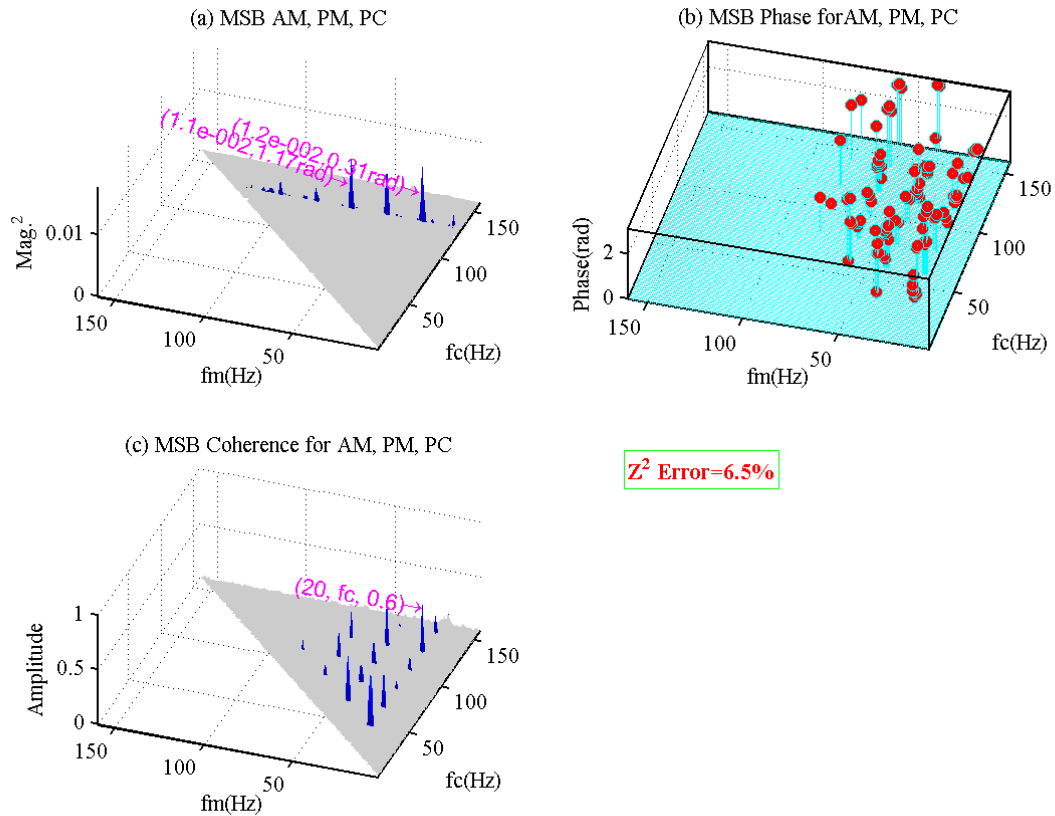 (a) MSB AM, PM, PC
(1.2e-002,0.31rad)→
(1.1e-002,1.17rad)→
Mag.²
0.01
0
150
100
50
fm(Hz)
50
100
150
fc(Hz)
(b) MSB Phase forAM, PM, PC
Phase(rad)
2
0
150
100
50
fm(Hz)
50
100
150
fc(Hz)
(c) MSB Coherence for AM, PM, PC
(20, fc, 0.6)→
Amplitude
1
0.5
0
150
100
50
fm(Hz)
50
100
150
fc(Hz)
Z² Error=6.5%